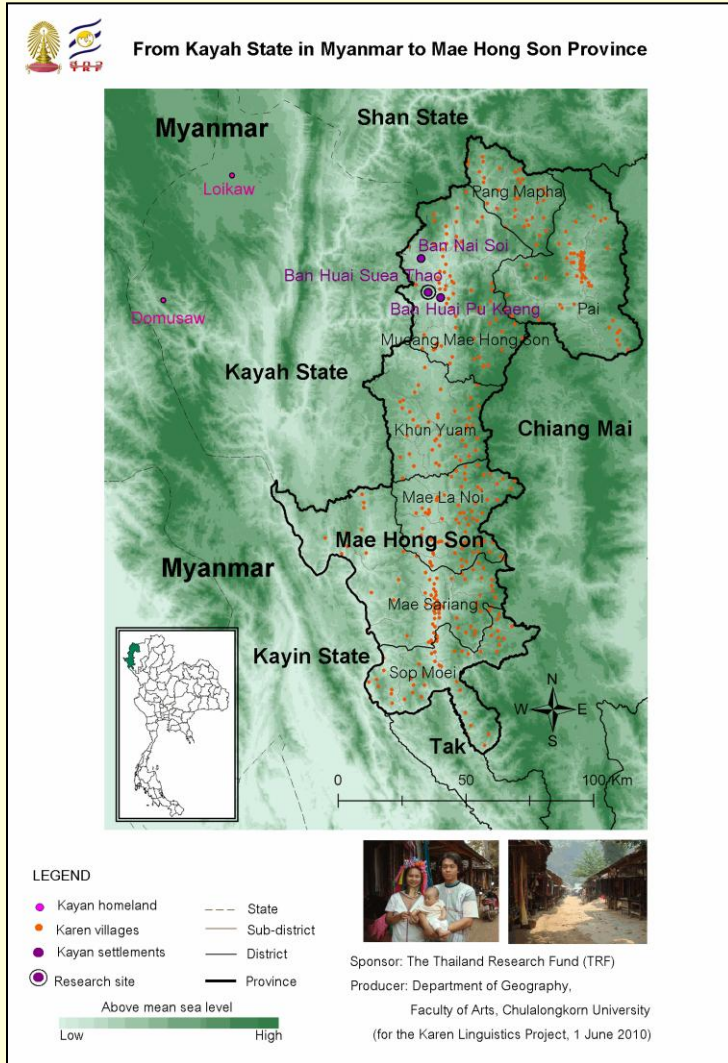 From Kayah State in Myanmar to Mae Hong Son Province
Myanmar
Shan State
Loikaw
Pang Mapha
Ban Nai Soi
Ban Huai Suea Thao
Domusaw
Ban Huai Pu Kaeng
Pai
Mueang Mae Hong Son
Kayah State
Khun Yuam
Chiang Mai
Mae La Noi
Mae Hong Son
Myanmar
Mae Sariang
Kayin State
Sop Moei
N
W E
S
Tak
0 50 100 Km
LEGEND
Kayan homeland
Karen villages
Kayan settlements
Research site
State
Sub-district
District
Province
Above mean sea level
Low High
Sponsor: The Thailand Research Fund (TRF)
Producer: Department of Geography,
Faculty of Arts, Chulalongkorn University
(for the Karen Linguistics Project, 1 June 2010)